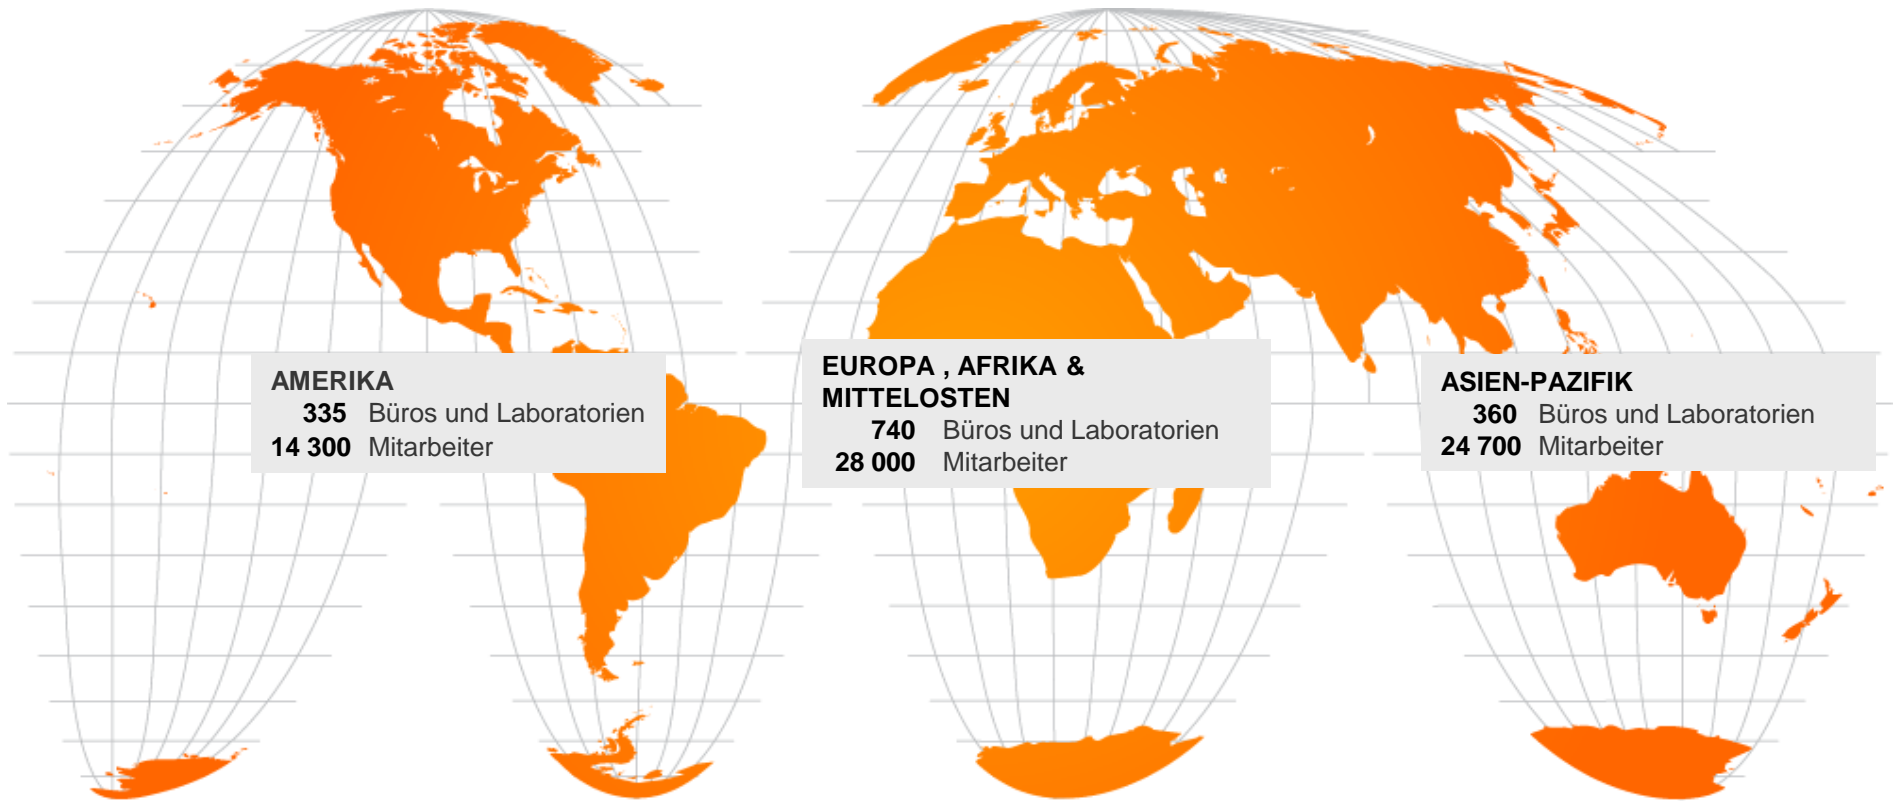 AMERIKA
335 Büros und Laboratorien
14 300 Mitarbeiter
EUROPA , AFRIKA &
MITTELOSTEN
740 Büros und Laboratorien
28 000 Mitarbeiter
ASIEN-PAZIFIK
360 Büros und Laboratorien
24 700 Mitarbeiter